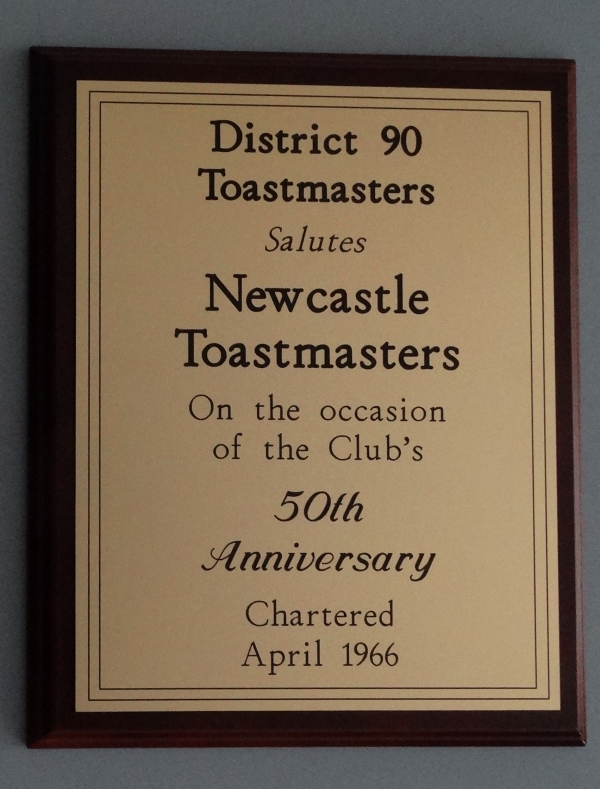 District 90
Toastmasters
Salutes
Newcastle
Toastmasters
On the occasion
of the Club's
50th
Anniversary
Chartered
April 1966